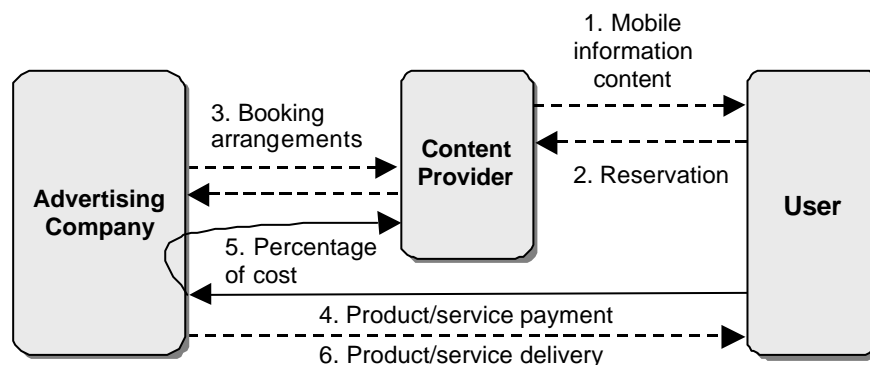 1. Mobile
information
content
3. Booking
arrangements
Content
Provider
2. Reservation
Advertising
Company
User
5. Percentage
of cost
4. Product/service payment
6. Product/service delivery